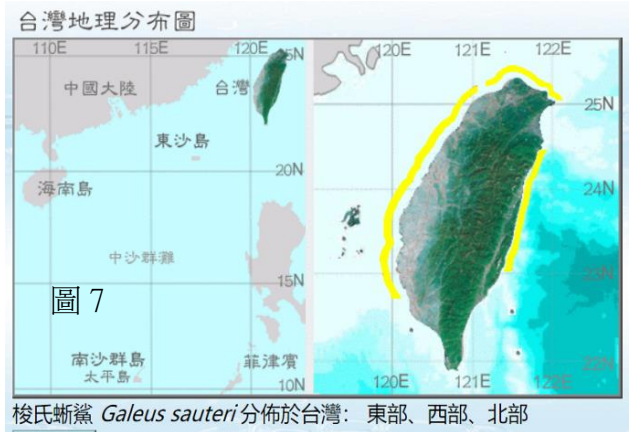 台灣地理分布圖
110E 115E 120E 25N
120E 121E 122E
中國大陸 台灣
25N
東沙島
20N
海南島
24N
中沙群灘
15N
23N
圖 7
南沙群島 菲律賓
太平島
10N
22N
120E 121E 122E
梭氏蜥鯊 Galeus sauteri 分佈於台灣： 東部、西部、北部